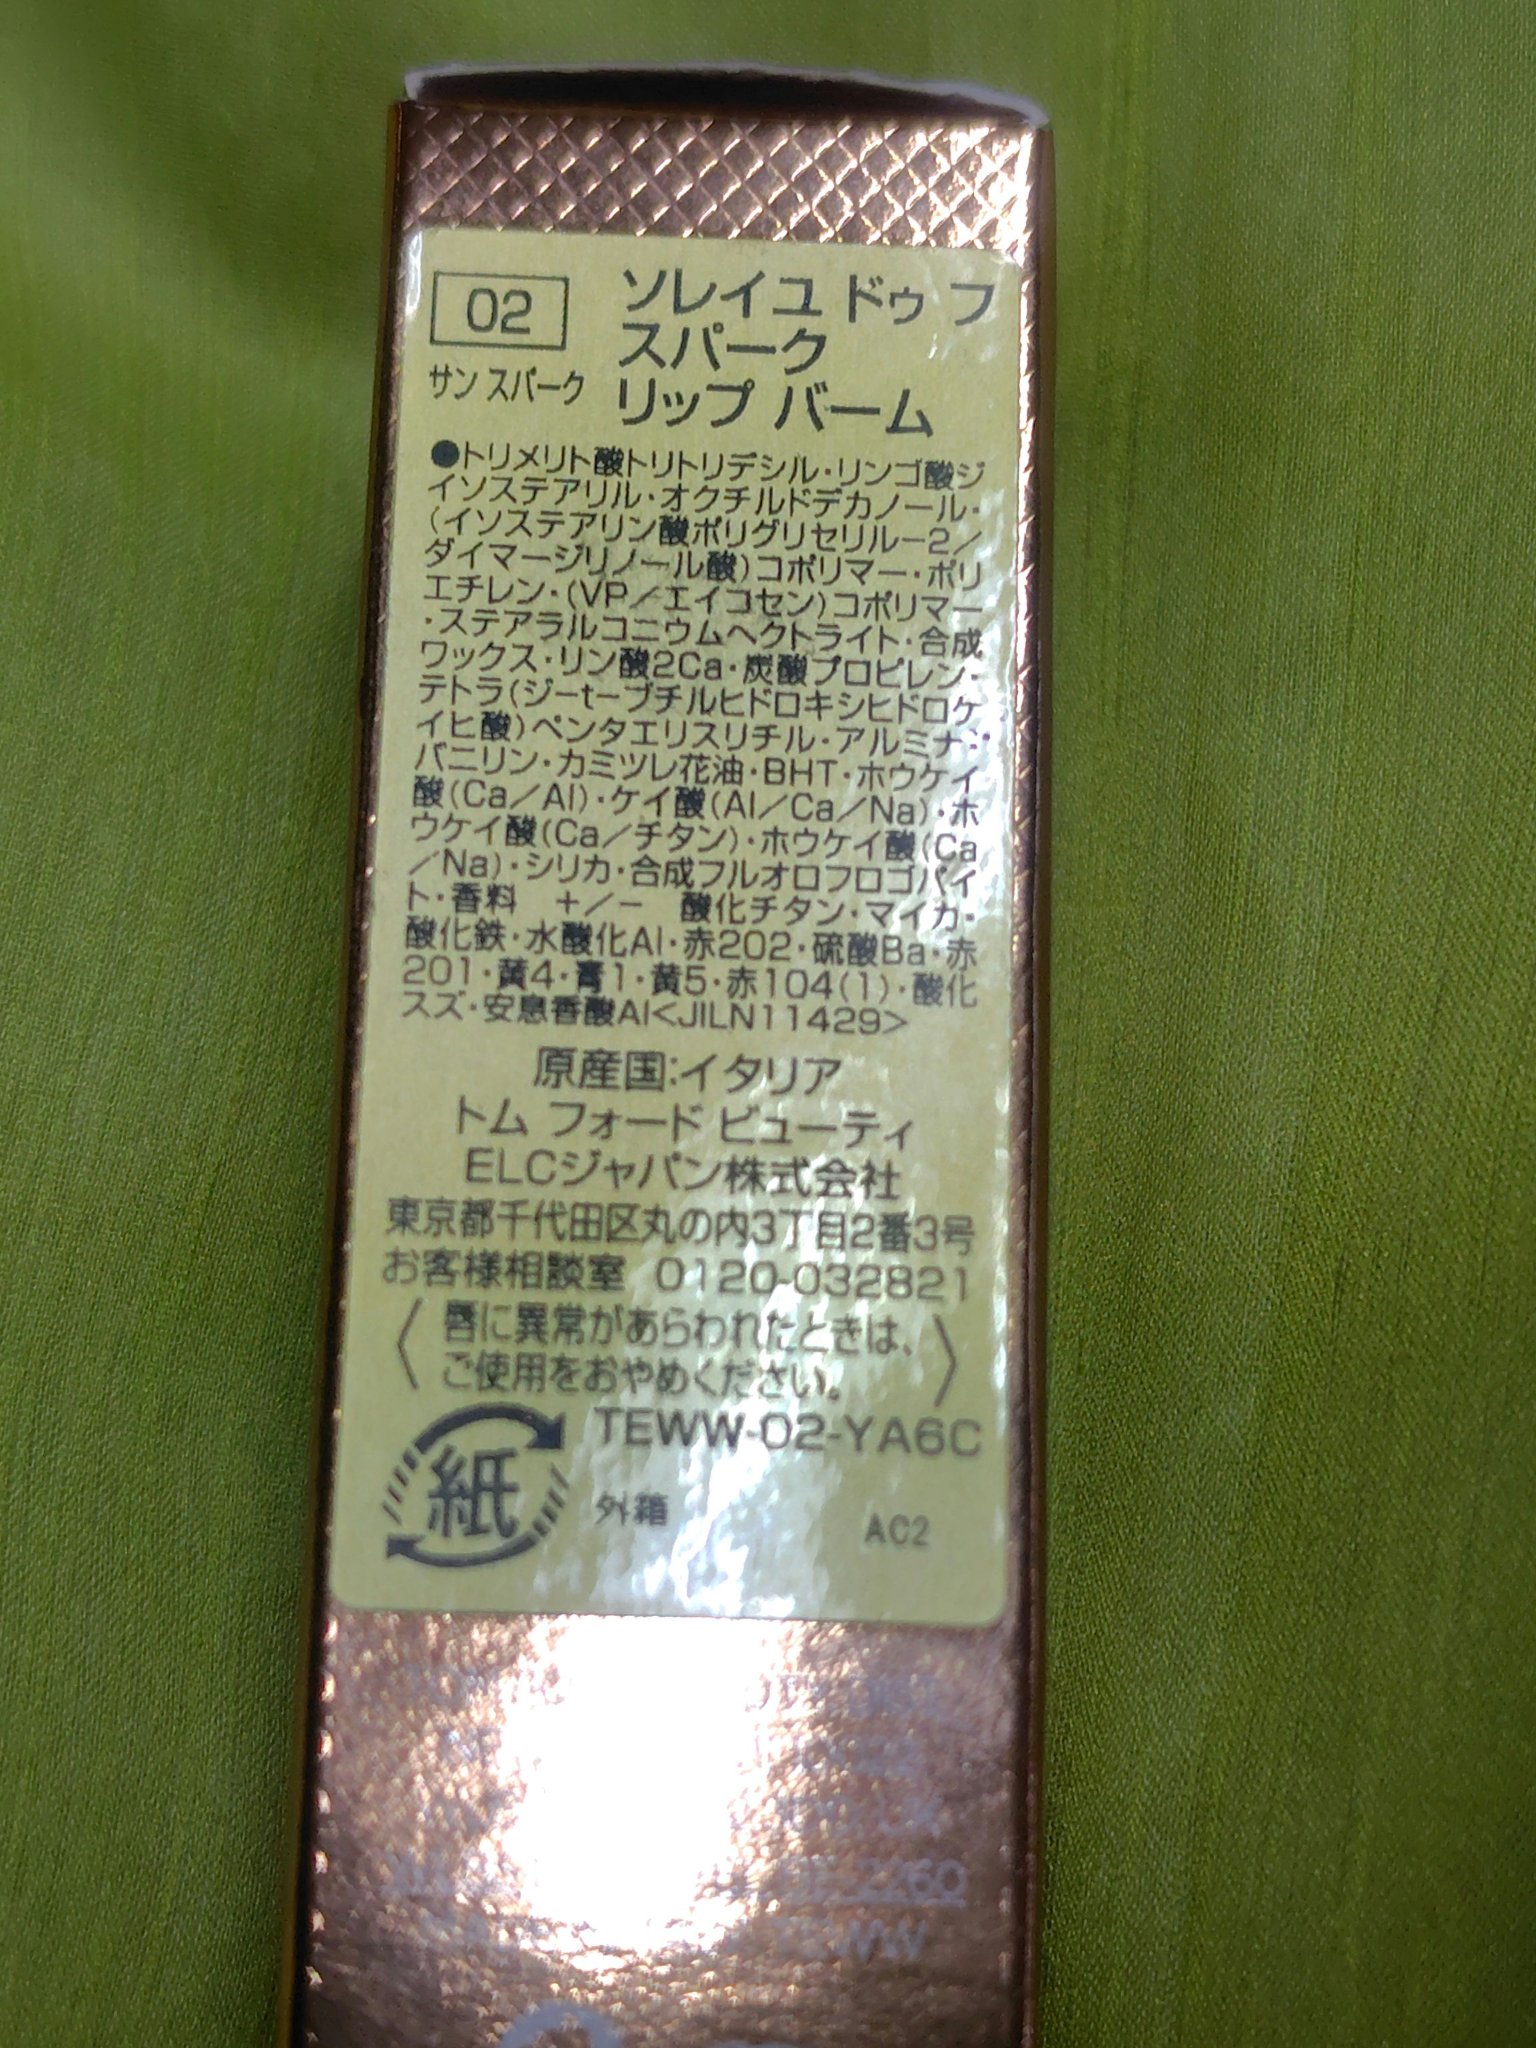 02
サン スパーク
ソレイユ ドゥ フ
スパーク
リップ バーム
●トリメリト酸トリトリデシル・リンゴ酸ジ
イソステアリル・オクチルドデカノール・
(イソステアリン酸ポリグリセリルー2/
ダイマージリノール酸)コポリマー・ポリ
エチレン・(VP/エイコセン)コポリマー
・ステアラルコニウムヘクトライト・合成
ワックス・リン酸2Ca・炭酸プロピレン・
テトラ(ジーtーブチルヒドロキシヒドロケ
イヒ酸)ペンタエリスリチル・アルミナ・
バニリン・カミツレ花油・BHT・ホウケイ
酸(Ca/Al)・ケイ酸(Al/Ca/Na)・ホ
ウケイ酸(Ca/チタン)・ホウケイ酸(Ca
/Na)・シリカ・合成フルオロフロゴパイ
ト・香料 +/− 酸化チタン・マイカ・
酸化鉄・水酸化Al・赤202・硫酸Ba・赤
201・黄4・青1・黄5・赤104(1)・酸化
スズ・安息香酸Al<JILN11429>
原産国:イタリア
トム フォード ビューティ
ELCジャパン株式会社
東京都千代田区丸の内3丁目2番3号
お客様相談室 0120-032821
〈唇に異常があらわれたときは、
ご使用をおやめください。〉
TEWW-02-YA6C
紙
外箱
AC2
2260
TEWW